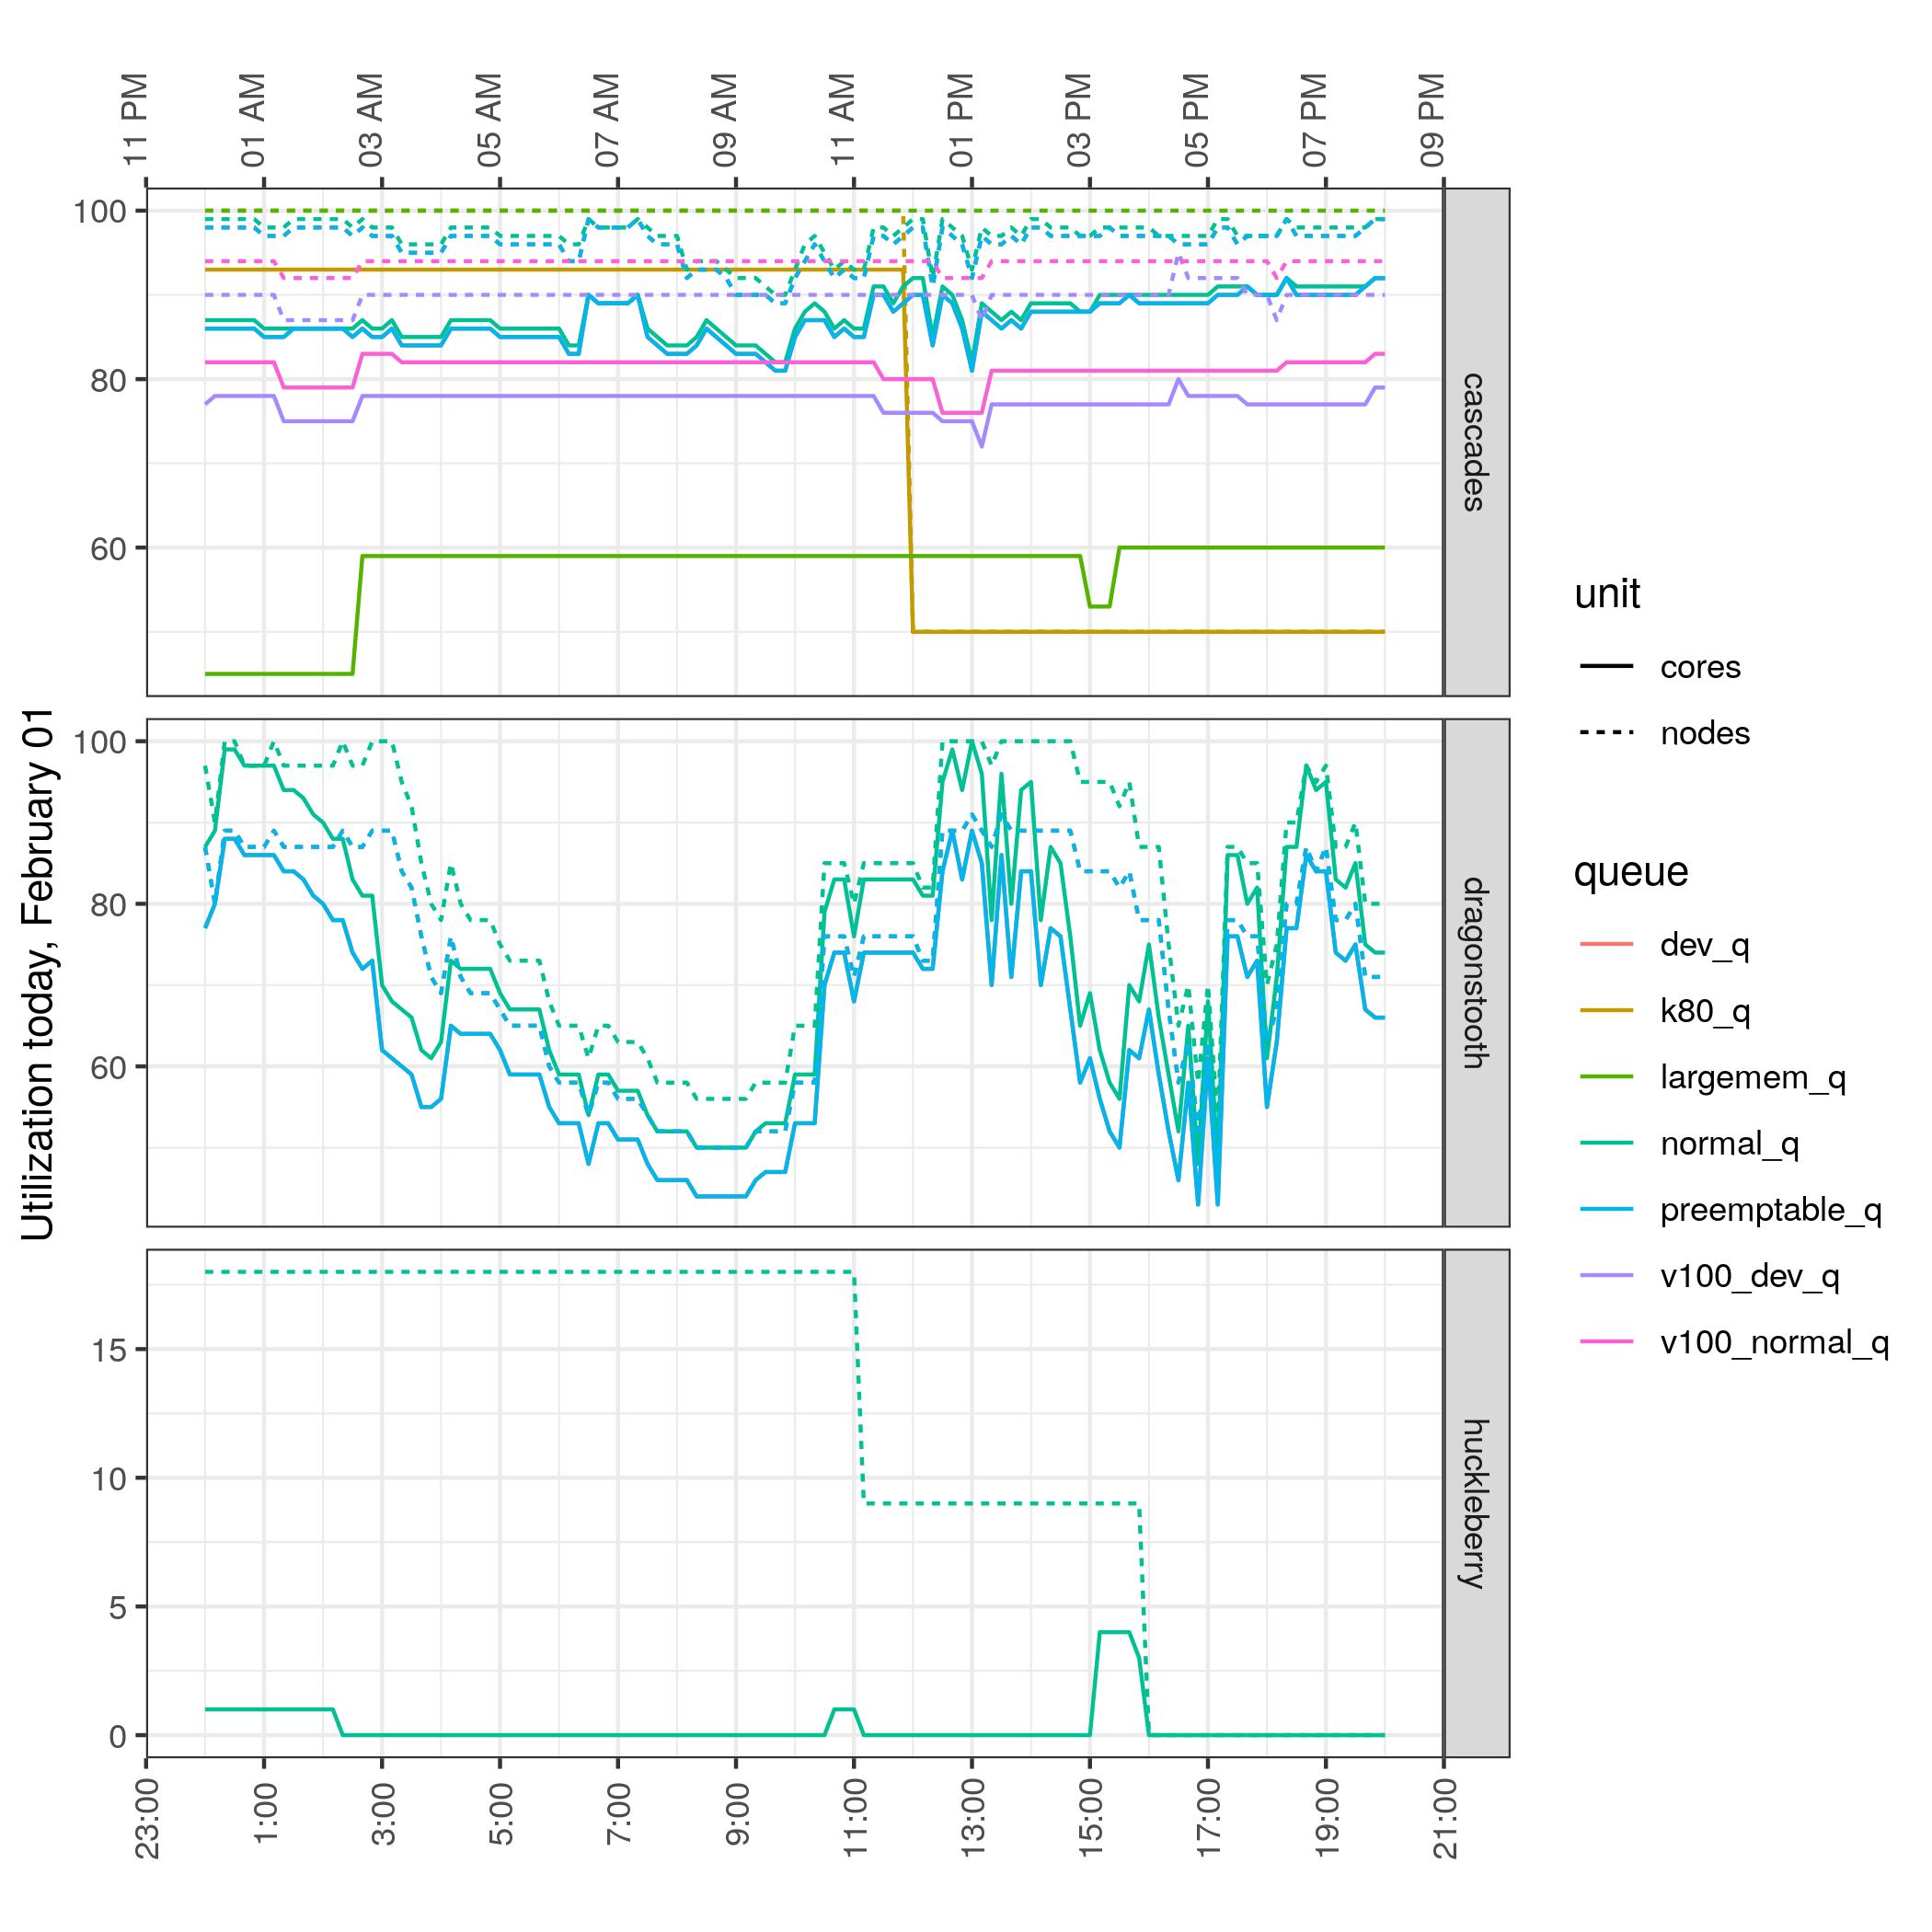 11 PM
01 AM
03 AM
05 AM
07 AM
09 AM
11 AM
01 PM
03 PM
05 PM
07 PM
09 PM
Utilization today, February 01
100
80
60
cascades
100
80
60
dragonstooth
15
10
5
0
huckleberry
23:00
1:00
3:00
5:00
7:00
9:00
11:00
13:00
15:00
17:00
19:00
21:00
unit
cores
nodes
queue
dev_q
k80_q
largemem_q
normal_q
preemptable_q
v100_dev_q
v100_normal_q